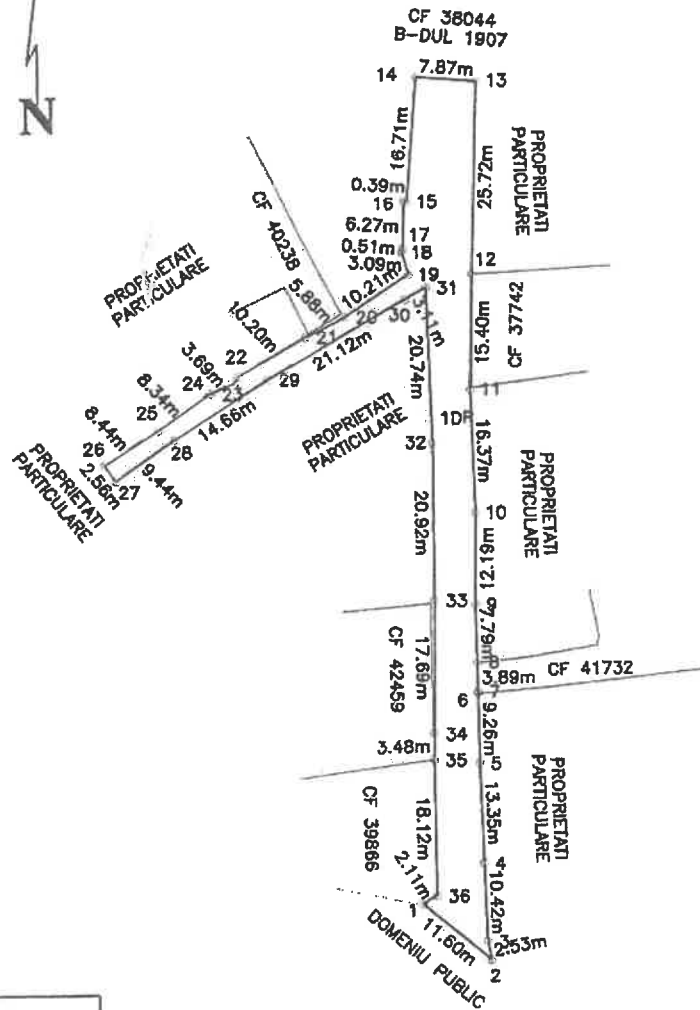 CF 38044
B-DUL 1907
14
7.87m
13
N
16.71m
25.72m
PROPRIETATI
PARTICULARE
0.39m
16
15
6.27m
17
0.51m
18
3.09m
12
CF 40238
19
31
PROPRIETATI
PARTICULARE
5.88m
10.21m
15.40m
CF 37742
10.20m
30
21
21.12m
20.74m
22
3.69m
29
24
23
11
8.34m
14.66m
PROPRIETATI
PARTICULARE
32
16.37m
25
8.44m
28
26
2.56m
27
9.44m
PROPRIETATI
PARTICULARE
20.92m
10
PROPRIETATI
PARTICULARE
12.19m
33
9
7.79m
CF 42459
17.69m
8
3.89m
CF 41732
6
7
9.26m
34
3.48m
35
5
PROPRIETATI
PARTICULARE
13.35m
CF 39866
18.12m
4
2.11m
10.42m
36
1
11.60m
3
2.53m
2
DOMENIU PUBLIC